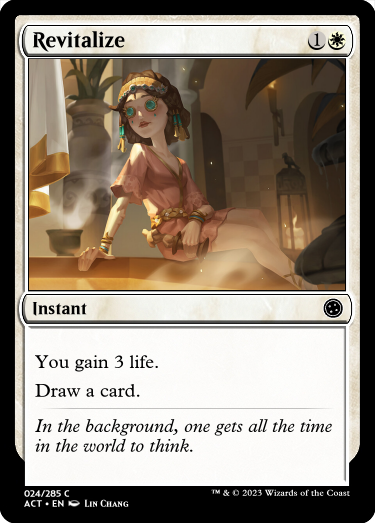 Revitalize 1
Instant
You gain 3 life.
Draw a card.
In the background, one gets all the time
in the world to think.
024/285 C
ACT • EN LIN CHANG
™ & © 2023 Wizards of the Coast